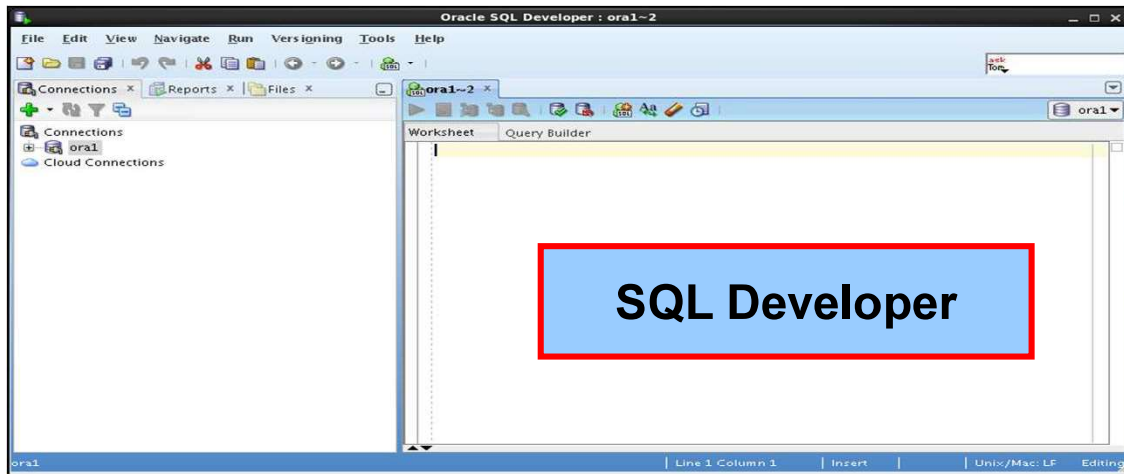 Oracle SQL Developer : ora1~2
File Edit View Navigate Run Versioning Tools Help
ask Tom
Connections Reports Files
ora1~2
ora1
Connections
ora1
Cloud Connections
Worksheet Query Builder
SQL Developer
ora1
Line 1 Column 1 Insert Unix/Mac: LF Editing